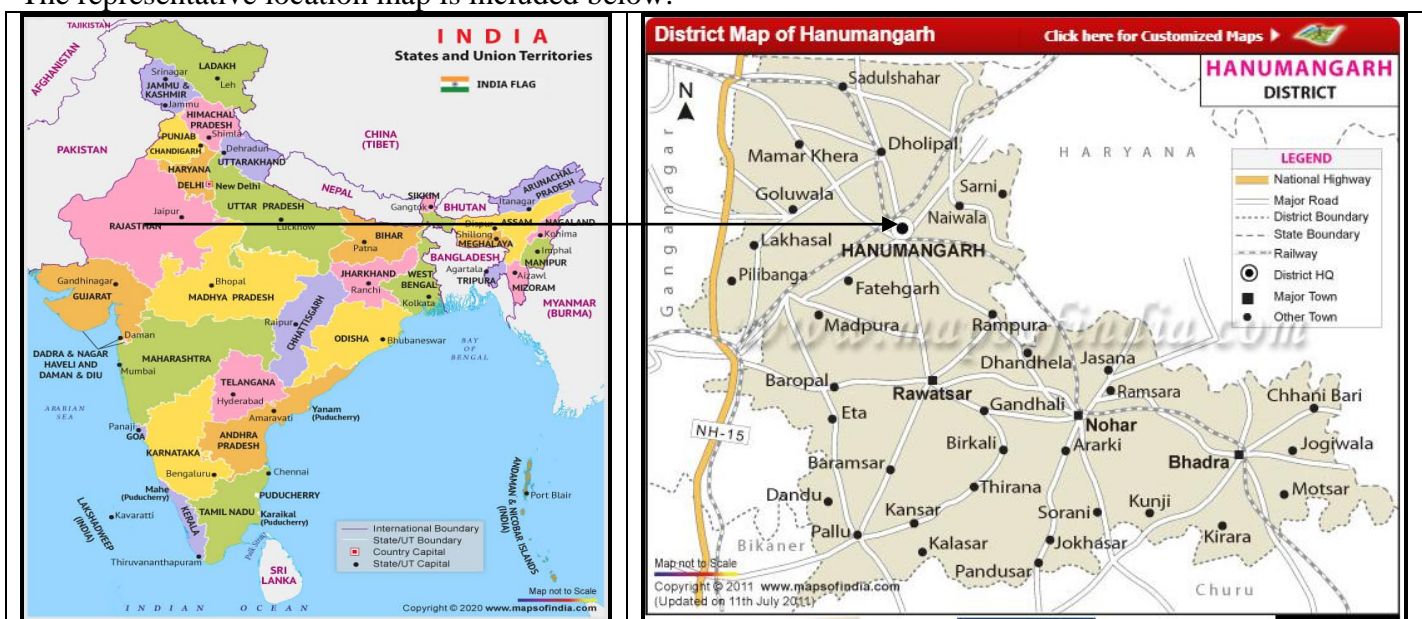 The representative location map is included below.
INDIA
States and Union Territories
INDIA FLAG
TAJIKISTAN
AFGHANISTAN
LADAKH
Leh
Srinagar
JAMMU &
KASHMIR
Jammu
HIMACHAL
PRADESH
Shimla
PUNJAB
CHANDIGARH
Dehradun
UTTARAKHAND
CHINA
(TIBET)
PAKISTAN
HARYANA
DELHI
New Delhi
NEPAL
SIKKIM
Gangtok
BHUTAN
ARUNACHAL
PRADESH
Itanagar
RAJASTHAN
Jaipur
UTTAR PRADESH
Lucknow
BIHAR
Patna
Dispur
ASSAM
NAGALAND
Kohima
Shillong
MEGHALAYA
Imphal
MANIPUR
BANGLADESH
Agartala
TRIPURA
Aizawl
MIZORAM
MYANMAR
(BURMA)
Gandhinagar
GUJARAT
Bhopal
MADHYA PRADESH
JHARKHAND
Ranchi
WEST
BENGAL
Kolkata
CHHATTISGARH
Raipur
ODISHA
Bhubaneswar
BAY
OF
BENGAL
Daman
DADRA & NAGAR
HAVELI AND
DAMAN & DIU
MAHARASHTRA
Mumbai
TELANGANA
Hyderabad
Amaravati
Yanam
(Puducherry)
ARABIAN
SEA
Panaji
GOA
KARNATAKA
ANDHRA
PRADESH
Bengaluru
Chennai
Mahe
(Puducherry)
PUDUCHERRY
LAKSHADWEEP
(INDIA)
Kavaratti
KERALA
TAMIL NADU
Karaikal
(Puducherry)
ANDAMAN & NICOBAR ISLANDS
(INDIA)
Port Blair
Thiruvananthapuram
Palk Strait
SRI
LANKA
International Boundary
State/UT Boundary
Country Capital
State/UT Capital
Map not to Scale
INDIAN OCEAN
Copyright © 2020 www.mapsofindia.com
District Map of Hanumangarh
Click here for Customized Maps
HANUMANGARH
DISTRICT
N
Sadulshahar
Dholipal
Mamar Khera
HARYANA
Ganganagar
Goluwala
Sarni
Naiwala
Lakhasal
HANUMANGARH
Pilibanga
Fatehgarh
Madpura
Rampura
LEGEND
National Highway
Major Road
District Boundary
State Boundary
Railway
District HQ
Major Town
Other Town
www.mapsofindia.com
Dhandhela
Jasana
Baropal
Rawatsar
Ramsara
Chhani Bari
Eta
Gandhali
Nohar
NH-15
Birkali
Ararki
Jogiwala
Bhadra
Baramsar
Motsar
Dandu
Thirana
Kunji
Kansar
Sorani
Pallu
Kirara
Bikaner
Kalasar
Jokhasar
Pandusar
Churu
Map not to Scale
Copyright © 2011 www.mapsofindia.com
(Updated on 11th July 2011)